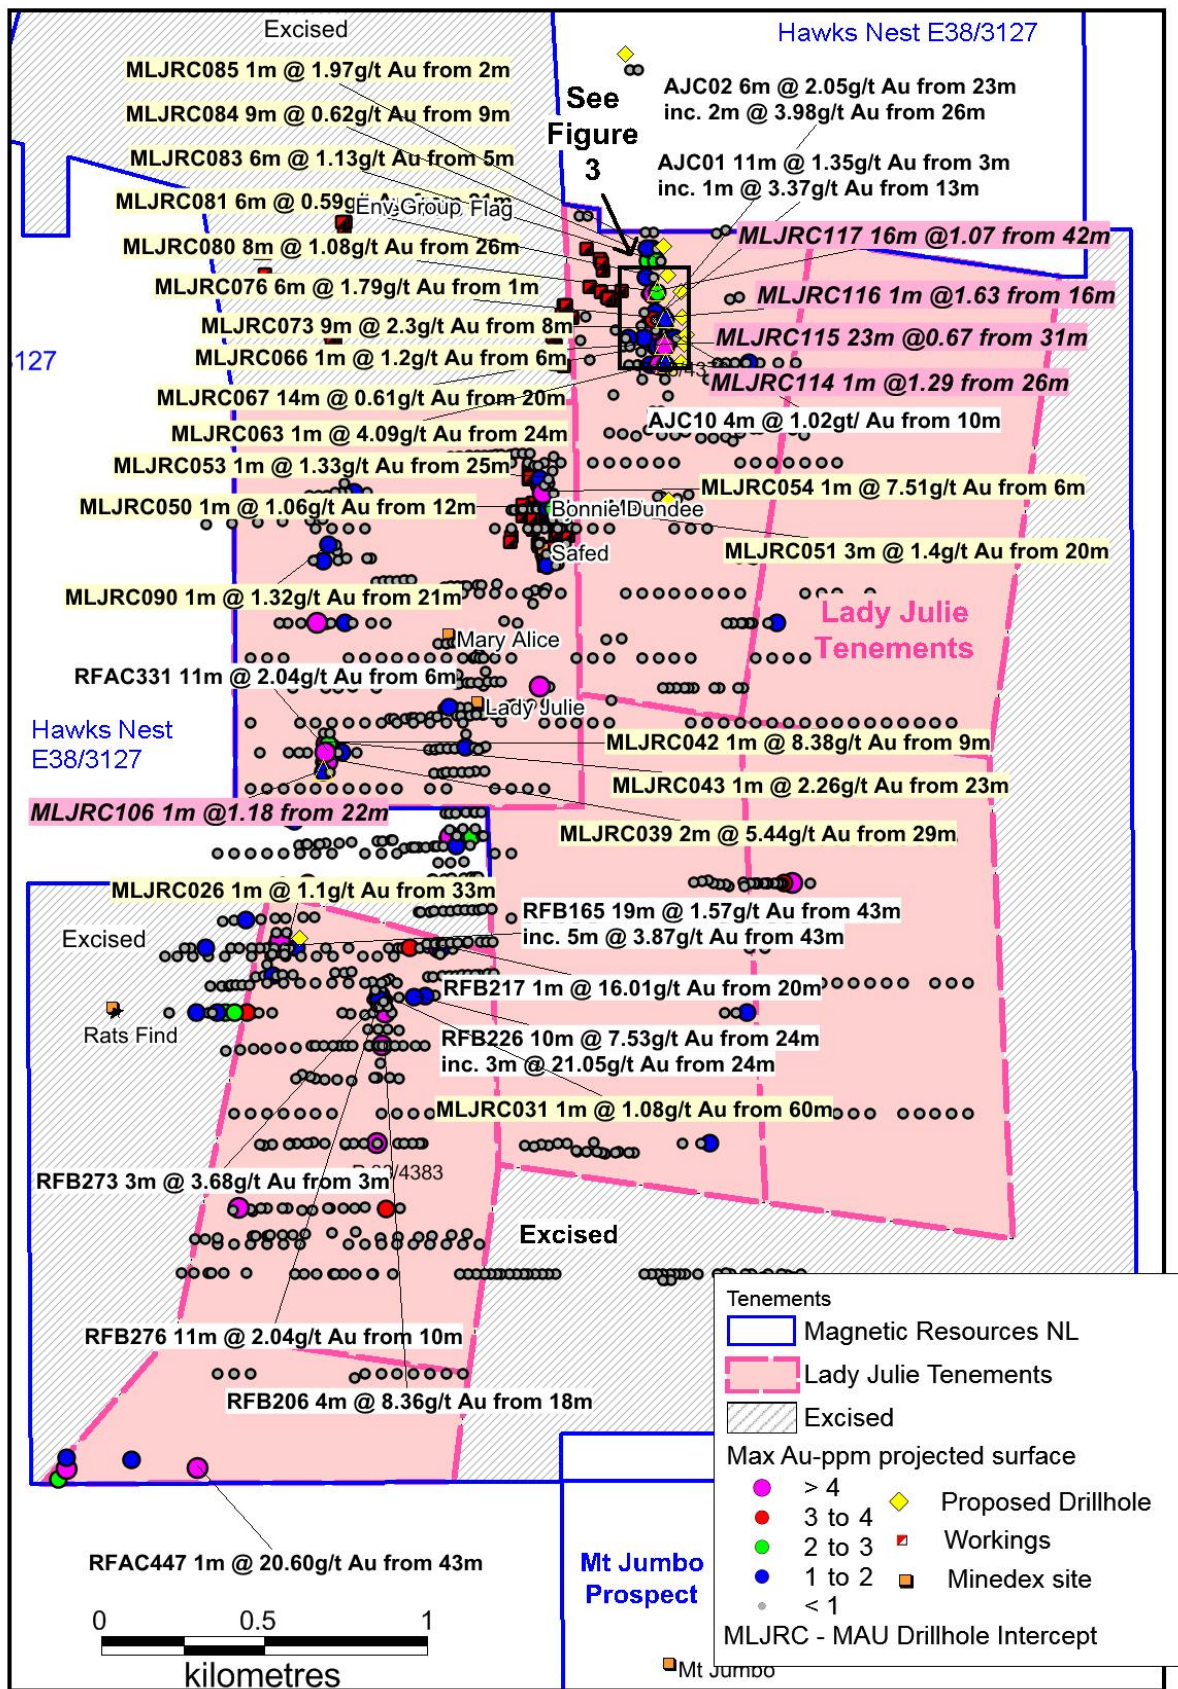 Excised
Hawks Nest E38/3127
MLJRC085 1m @ 1.97g/t Au from 2m
MLJRC084 9m @ 0.62g/t Au from 9m
MLJRC083 6m @ 1.13g/t Au from 5m
MLJRC081 6m @ 0.59g
Env Group Flag
MLJRC080 8m @ 1.08g/t Au from 26m
MLJRC076 6m @ 1.79g/t Au from 1m
MLJRC073 9m @ 2.3g/t Au from 8m
MLJRC066 1m @ 1.2g/t Au from 6m
MLJRC067 14m @ 0.61g/t Au from 20m
MLJRC063 1m @ 4.09g/t Au from 24m
MLJRC053 1m @ 1.33g/t Au from 25m
MLJRC050 1m @ 1.06g/t Au from 12m
See
Figure
3
AJC02 6m @ 2.05g/t Au from 23m
inc. 2m @ 3.98g/t Au from 26m
AJC01 11m @ 1.35g/t Au from 3m
inc. 1m @ 3.37g/t Au from 13m
MLJRC117 16m @1.07 from 42m
MLJRC116 1m @1.63 from 16m
MLJRC115 23m @0.67 from 31m
MLJRC114 1m @1.29 from 26m
AJC10 4m @ 1.02gt/ Au from 10m
MLJRC054 1m @ 7.51g/t Au from 6m
Bonnie Dundee
MLJRC051 3m @ 1.4g/t Au from 20m
Safed
3127
MLJRC090 1m @ 1.32g/t Au from 21m
Lady Julie
Tenements
Mary Alice
RFAC331 11m @ 2.04g/t Au from 6m
Lady Julie
Hawks Nest
E38/3127
MLJRC042 1m @ 8.38g/t Au from 9m
MLJRC043 1m @ 2.26g/t Au from 23m
MLJRC106 1m @1.18 from 22m
MLJRC039 2m @ 5.44g/t Au from 29m
MLJRC026 1m @ 1.1g/t Au from 33m
RFB165 19m @ 1.57g/t Au from 43m
inc. 5m @ 3.87g/t Au from 43m
Excised
RFB217 1m @ 16.01g/t Au from 20m
Rats Find
RFB226 10m @ 7.53g/t Au from 24m
inc. 3m @ 21.05g/t Au from 24m
MLJRC031 1m @ 1.08g/t Au from 60m
/4383
RFB273 3m @ 3.68g/t Au from 3m
Excised
RFB276 11m @ 2.04g/t Au from 10m
RFB206 4m @ 8.36g/t Au from 18m
RFAC447 1m @ 20.60g/t Au from 43m
Mt Jumbo
Prospect
Mt Jumbo
0 0.5 1
kilometres
Tenements
Magnetic Resources NL
Lady Julie Tenements
Excised
Max Au-ppm projected surface
> 4
3 to 4
2 to 3
1 to 2
< 1
Proposed Drillhole
Workings
Minedex site
MLJRC - MAU Drillhole Intercept